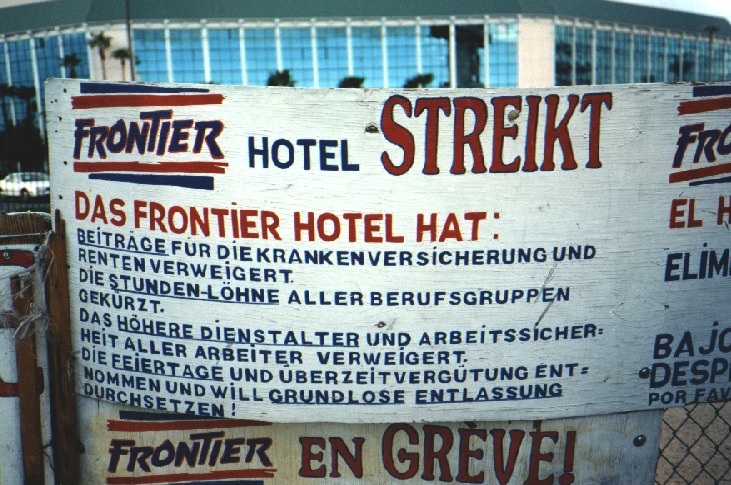 FRONTIER HOTEL STREIKT
DAS FRONTIER HOTEL HAT:
BEITRÄGE FÜR DIE KRANKENVERSICHERUNG UND
RENTEN VERWEIGERT.
DIE STUNDEN-LÖHNE ALLER BERUFSGRUPPEN
GEKÜRZT.
DAS HÖHERE DIENSTALTER UND ARBEITSSICHER=
HEIT ALLER ARBEITER VERWEIGERT.
DIE FEIERTAGE UND ÜBERZEITVERGÜTUNG ENT=
NOMMEN UND WILL GRUNDLOSE ENTLASSUNG
DURCHSETZEN!
FRONTIER EN GRÈVE!
FRO
EL H
ELIM
BAJO
DESP
POR FAV